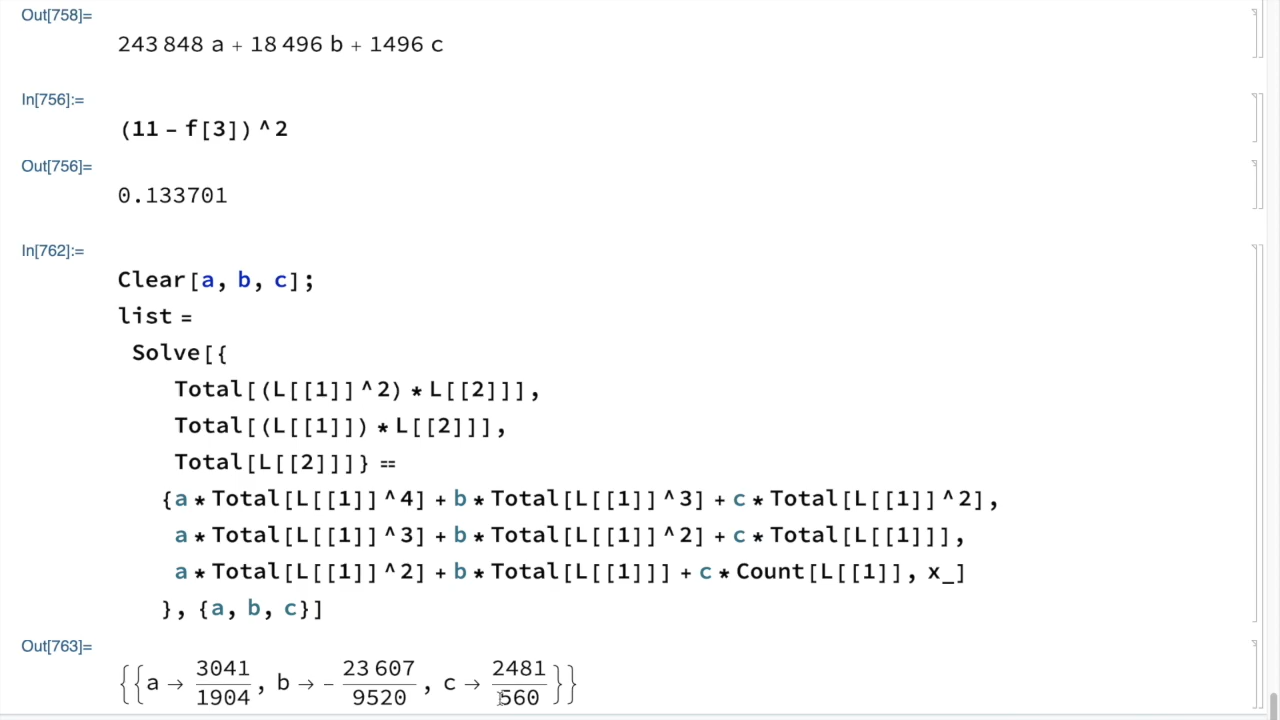 Out[758]=
243 848 a + 18 496 b + 1496 c
In[756]:=
(11 - f[3])^2
Out[756]=
0.133701
In[762]:=
Clear[a, b, c];
list =
Solve[{
Total[(L[[1]]^2) * L[[2]]],
Total[(L[[1]]) * L[[2]]],
Total[L[[2]]]} ==
{a * Total[L[[1]]^4] + b * Total[L[[1]]^3] + c * Total[L[[1]]^2],
a * Total[L[[1]]^3] + b * Total[L[[1]]^2] + c * Total[L[[1]]],
a * Total[L[[1]]^2] + b * Total[L[[1]]] + c * Count[L[[1]], x_]
}, {a, b, c}]
Out[763]=
{{a → 3041/1904, b → - 23 607/9520, c → 2481/560}}